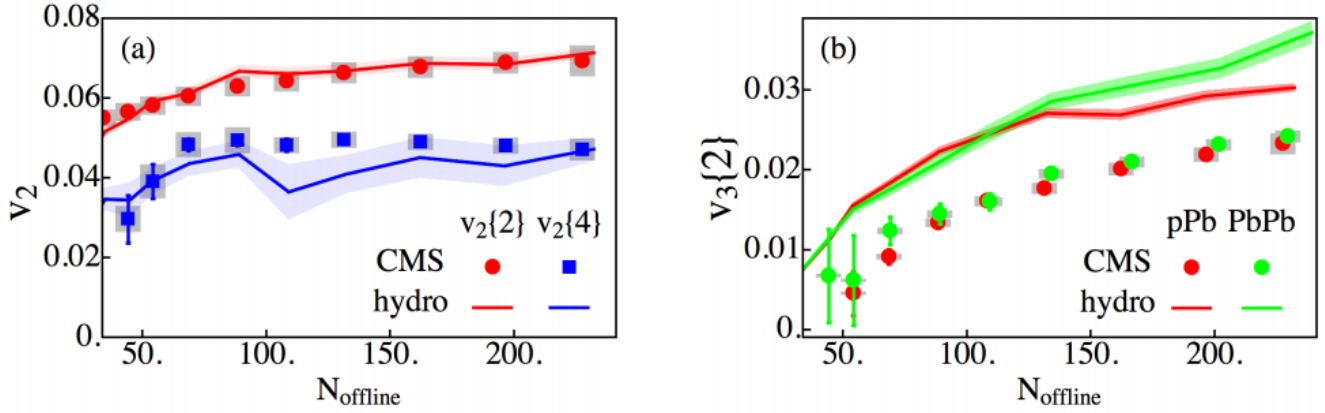 0.08
0.06
0.04
0.02
0.
v2
(a)
v2{2} v2{4}
CMS
hydro
50. 100. 150. 200.
Noffline
0.03
0.02
0.01
0.
v3{2}
(b)
pPb PbPb
CMS
hydro
50. 100. 150. 200.
Noffline